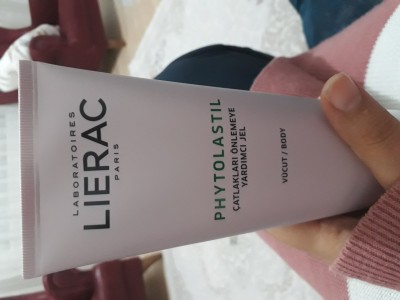 LABORATOIRES
LIERAC
PARIS
PHYTOLASTIL
ÇATLAKLARI ÖNLEMEYE
YARDIMCI JEL
VÜCUT / BODY